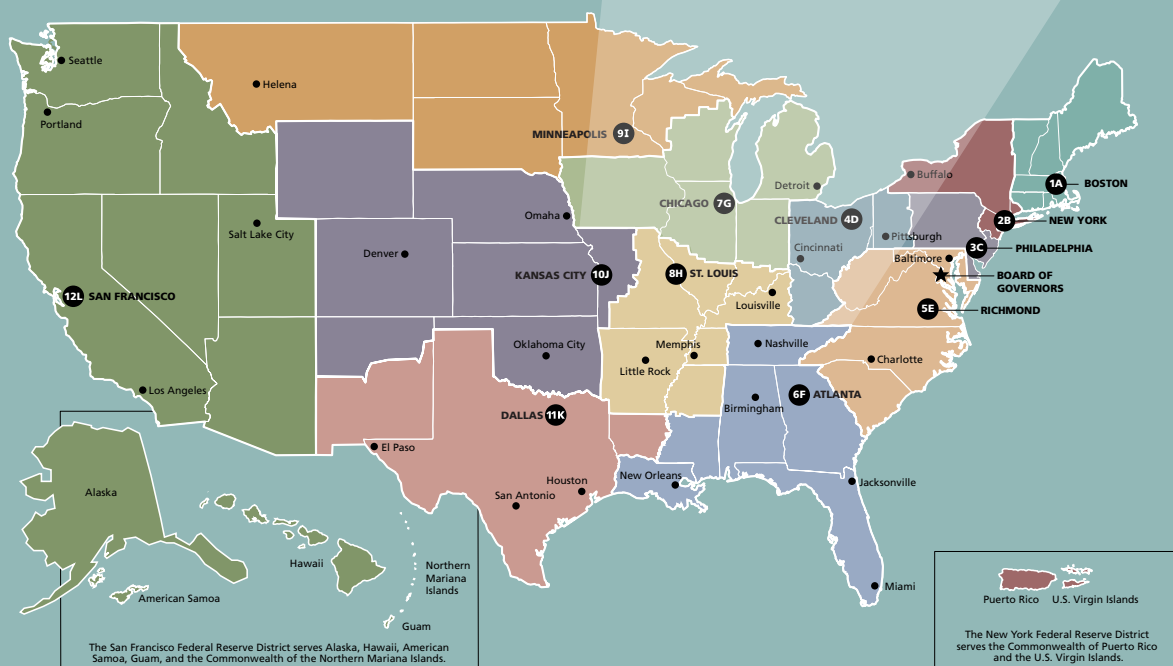 Seattle
Portland
Helena
MINNEAPOLIS 9I
Buffalo
Detroit
1A BOSTON
CHICAGO 7G
CLEVELAND 4D
2B NEW YORK
Omaha
Salt Lake City
Pittsburgh
Cincinnati
3C PHILADELPHIA
Denver
Baltimore
KANSAS CITY 10J
8H ST. LOUIS
BOARD OF
GOVERNORS
12L SAN FRANCISCO
Louisville
5E RICHMOND
Oklahoma City
Memphis
Nashville
Little Rock
Charlotte
Los Angeles
6F ATLANTA
Birmingham
DALLAS 11K
El Paso
New Orleans
Jacksonville
Houston
San Antonio
Miami
Alaska
Hawaii
Northern
Mariana
Islands
American Samoa
Guam
The San Francisco Federal Reserve District serves Alaska, Hawaii, American
Samoa, Guam, and the Commonwealth of the Northern Mariana Islands.
Puerto Rico
U.S. Virgin Islands
The New York Federal Reserve District
serves the Commonwealth of Puerto Rico
and the U.S. Virgin Islands.